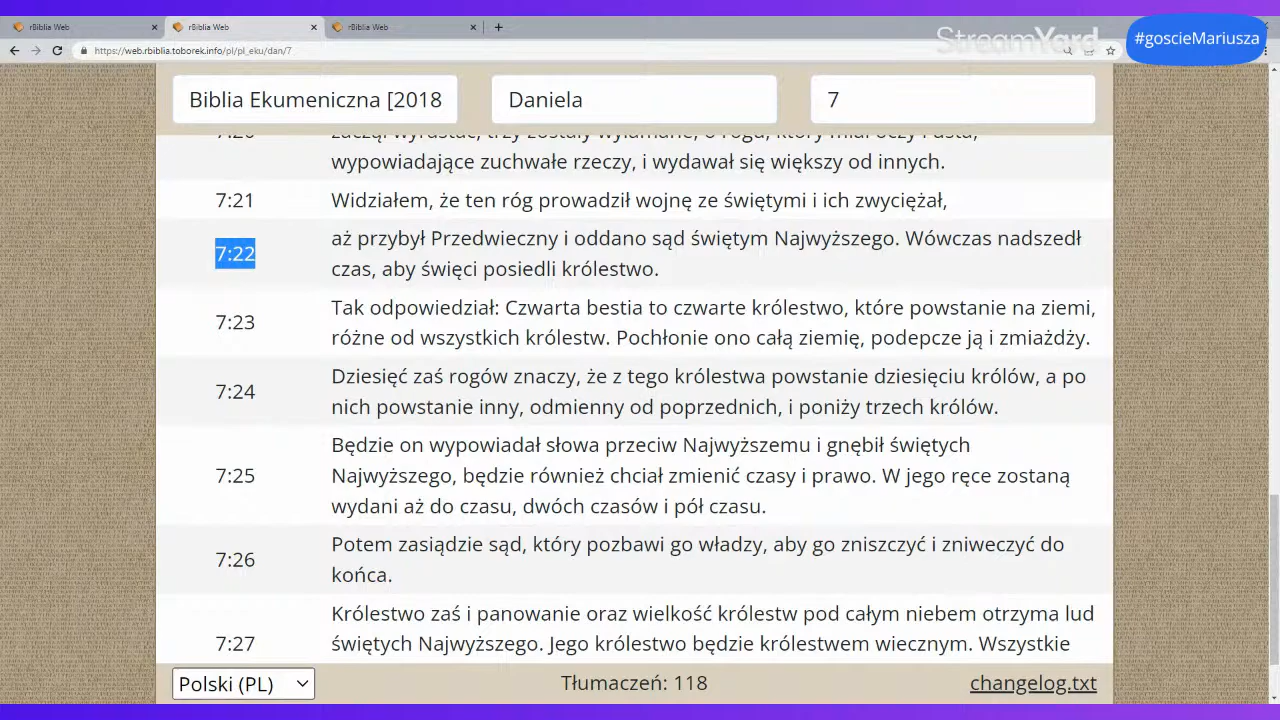 rBiblia Web
rBiblia Web
rBiblia Web
https://web.rbiblia.toborek.info/pl/pl_eku/dan/7
StreamYard
#goscieMariusza
Biblia Ekumeniczna [2018
Daniela
7
wypowiadające zuchwałe rzeczy, i wydawał się większy od innych.
7:21 Widziałem, że ten róg prowadził wojnę ze świętymi i ich zwyciężał,
7:22 aż przybył Przedwieczny i oddano sąd świętym Najwyższego. Wówczas nadszedł
czas, aby święci posiedli królestwo.
7:23 Tak odpowiedział: Czwarta bestia to czwarte królestwo, które powstanie na ziemi,
różne od wszystkich królestw. Pochłonie ono całą ziemię, podepcze ją i zmiażdży.
7:24 Dziesięć zaś rogów znaczy, że z tego królestwa powstanie dziesięciu królów, a po
nich powstanie inny, odmienny od poprzednich, i poniży trzech królów.
7:25 Będzie on wypowiadał słowa przeciw Najwyższemu i gnębił świętych
Najwyższego, będzie również chciał zmienić czasy i prawo. W jego ręce zostaną
wydani aż do czasu, dwóch czasów i pół czasu.
7:26 Potem zasiądzie sąd, który pozbawi go władzy, aby go zniszczyć i zniweczyć do
końca.
7:27 Królestwo zaś i panowanie oraz wielkość królestw pod całym niebem otrzyma lud
świętych Najwyższego. Jego królestwo będzie królestwem wiecznym. Wszystkie
Polski (PL)
Tłumaczeń: 118
changelog.txt